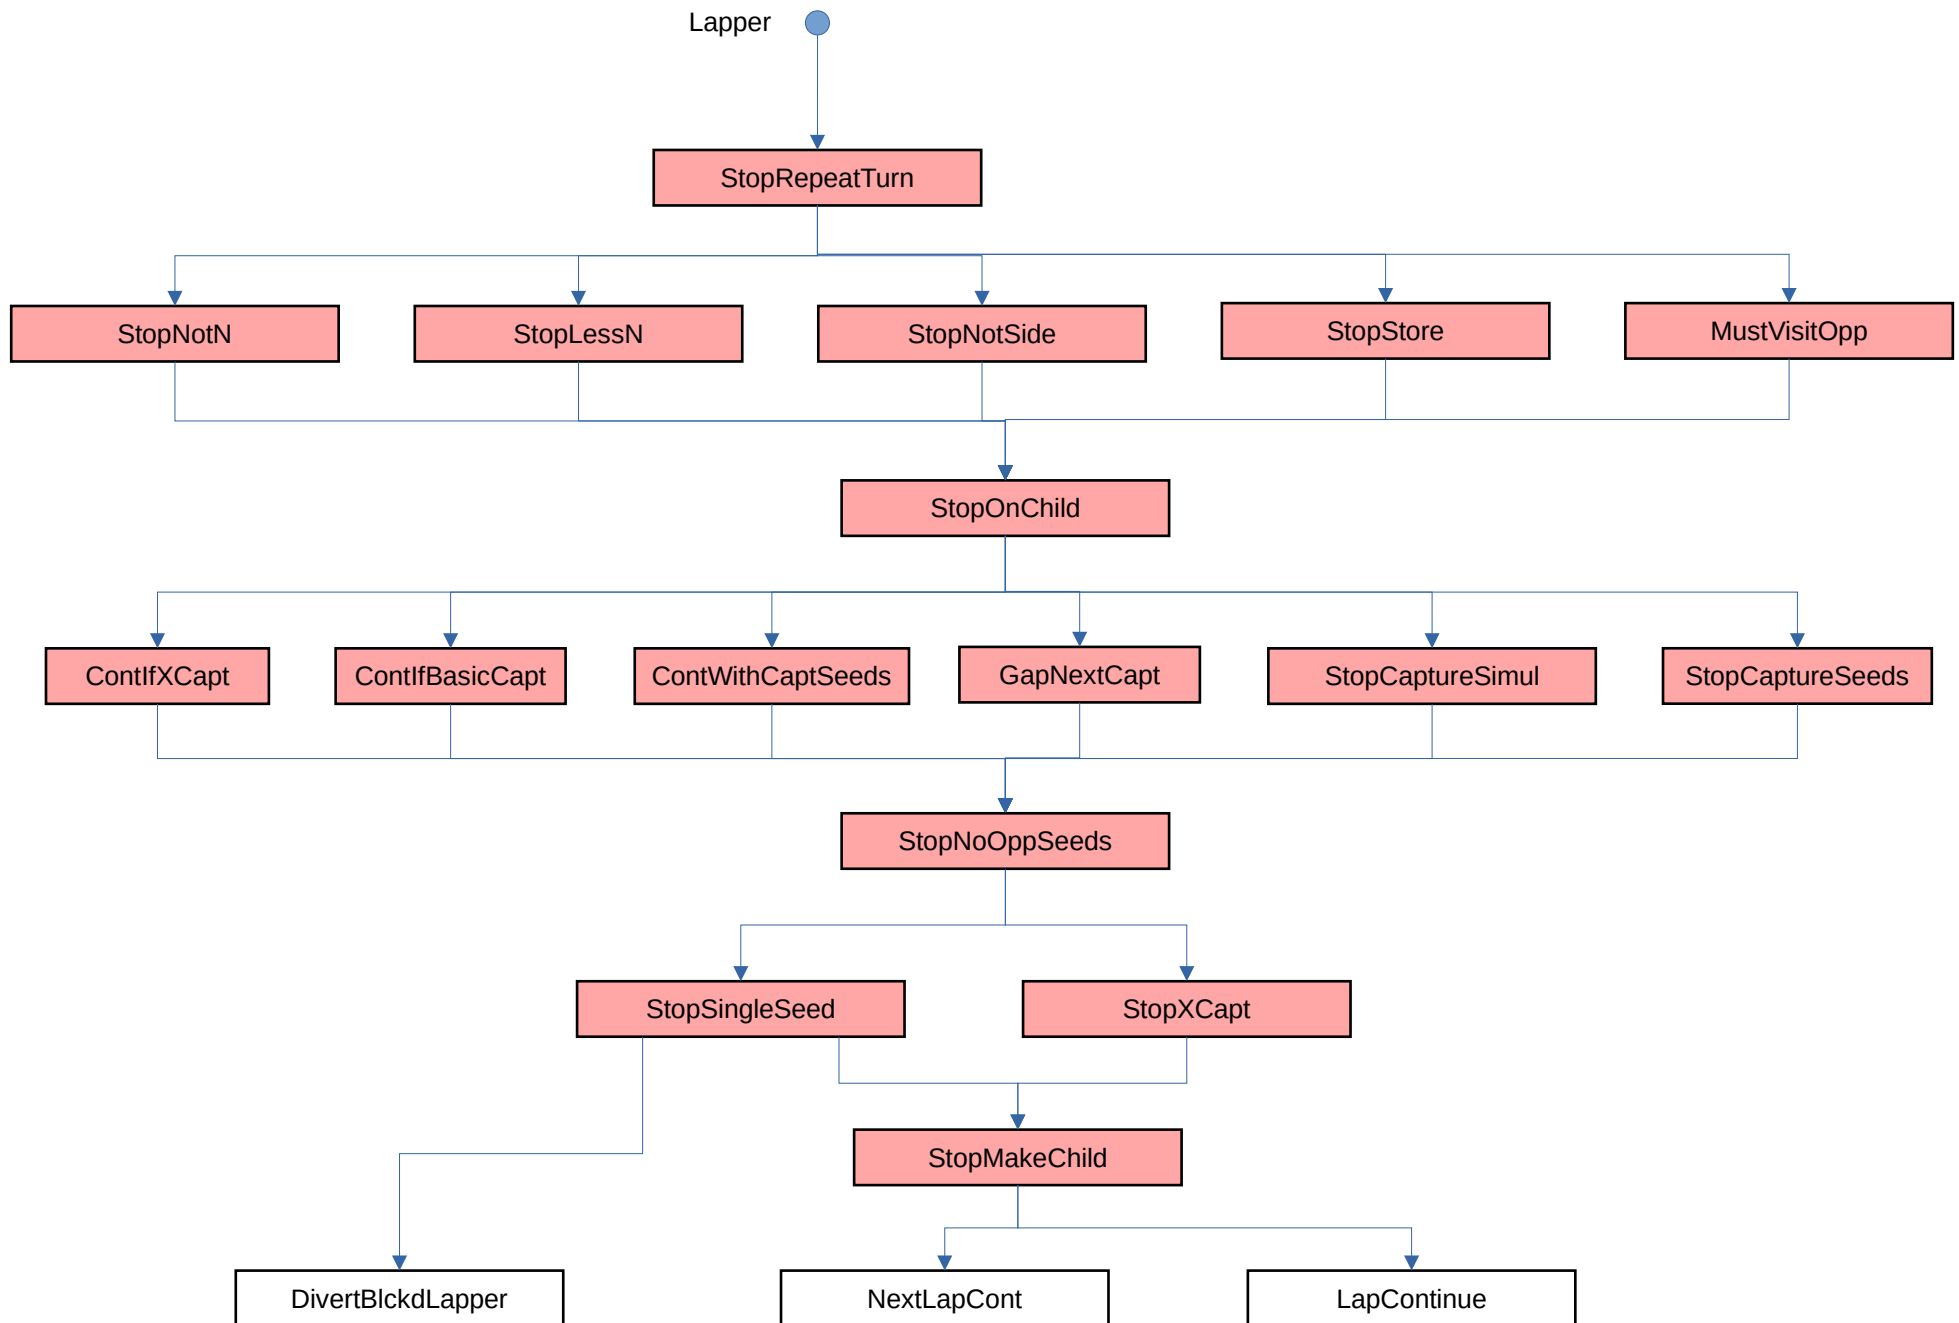 Lapper
StopRepeatTurn
StopNotN
StopLessN
StopNotSide
StopStore
MustVisitOpp
StopOnChild
ContIfXCapt
ContIfBasicCapt
ContWithCaptSeeds
GapNextCapt
StopCaptureSimul
StopCaptureSeeds
StopNoOppSeeds
StopSingleSeed
StopXCapt
StopMakeChild
DivertBlckdLapper
NextLapCont
LapContinue